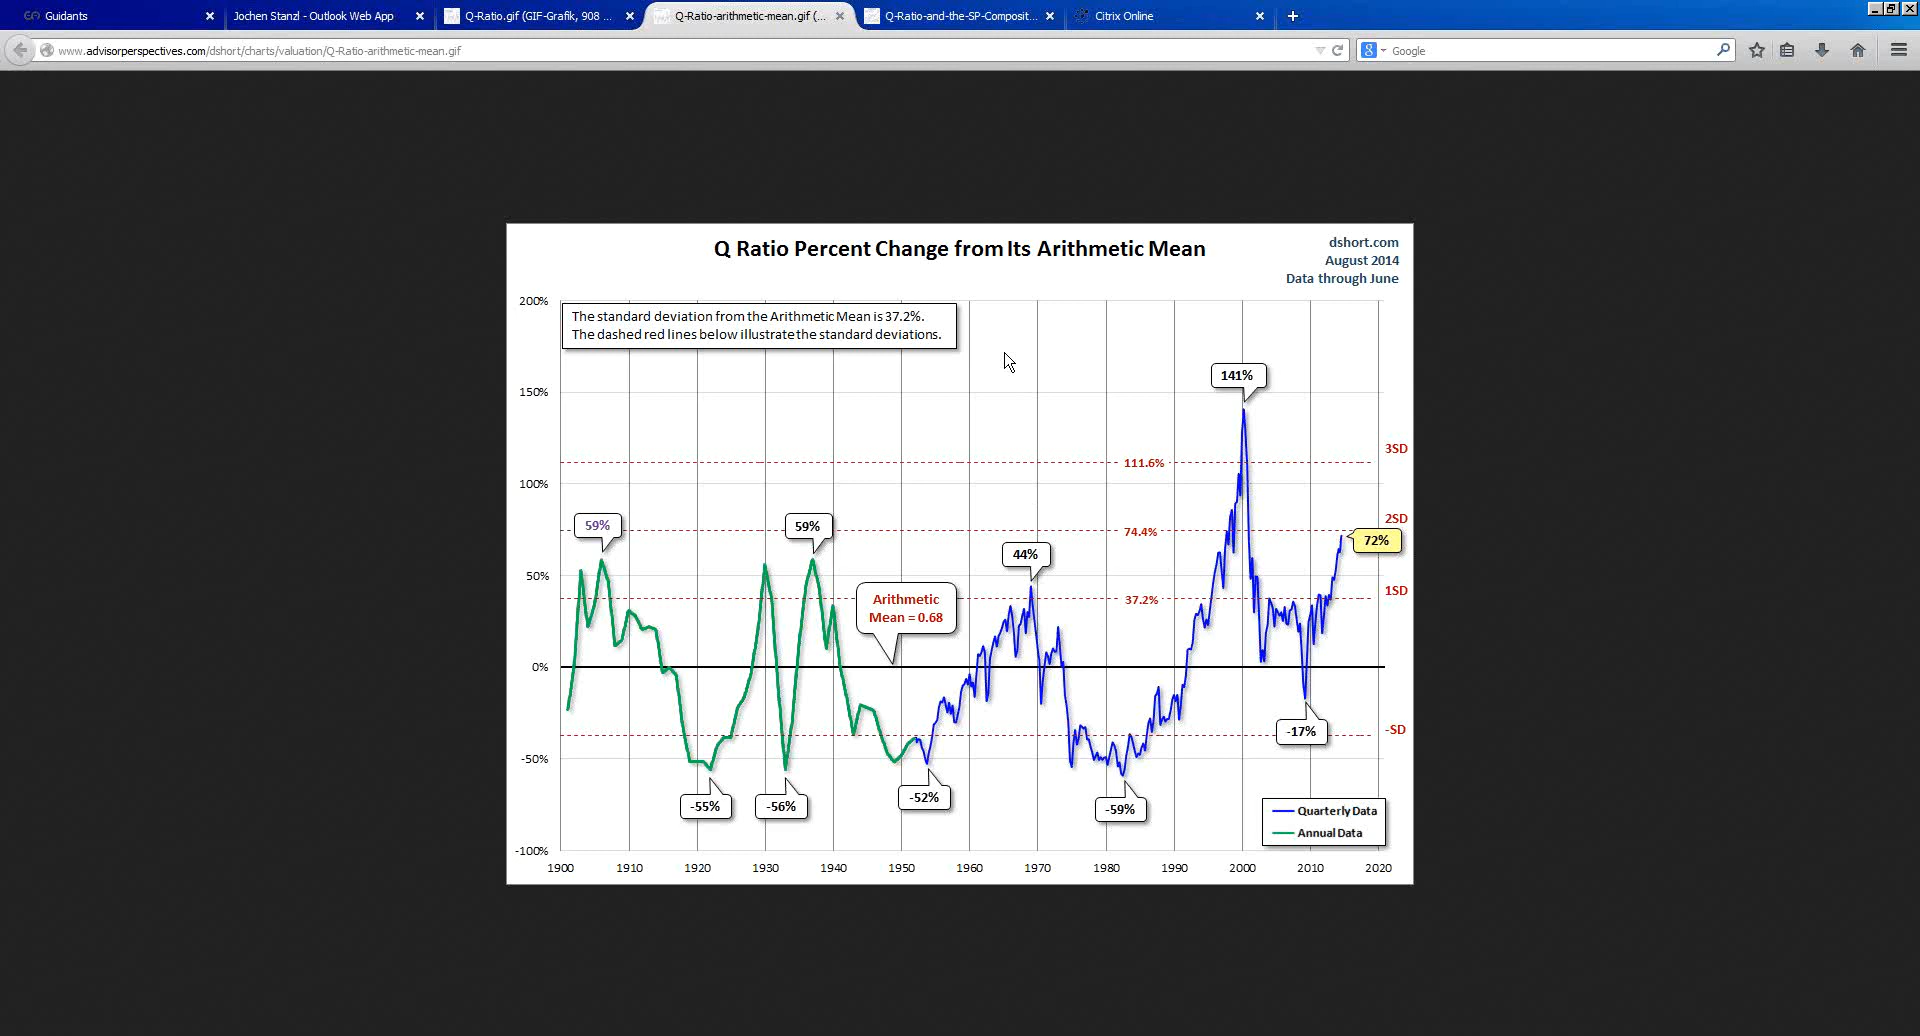 Guidants
Jochen Stanzl - Outlook Web App
Q-Ratio.gif (GIF-Grafik, 908 ...
Q-Ratio-arithmetic-mean.gif (...
Q-Ratio-and-the-SP-Composit...
Citrix Online
www.advisorperspectives.com/dshort/charts/valuation/Q-Ratio-arithmetic-mean.gif
Google
Q Ratio Percent Change from Its Arithmetic Mean
dshort.com
August 2014
Data through June
200%
The standard deviation from the Arithmetic Mean is 37.2%.
The dashed red lines below illustrate the standard deviations.
141%
150%
3SD
111.6%
100%
2SD
59%
59%
74.4%
72%
44%
50%
1SD
37.2%
Arithmetic
Mean = 0.68
0%
-17%
-SD
-50%
-52%
-55%
-56%
-59%
Quarterly Data
Annual Data
-100%
1900 1910 1920 1930 1940 1950 1960 1970 1980 1990 2000 2010 2020